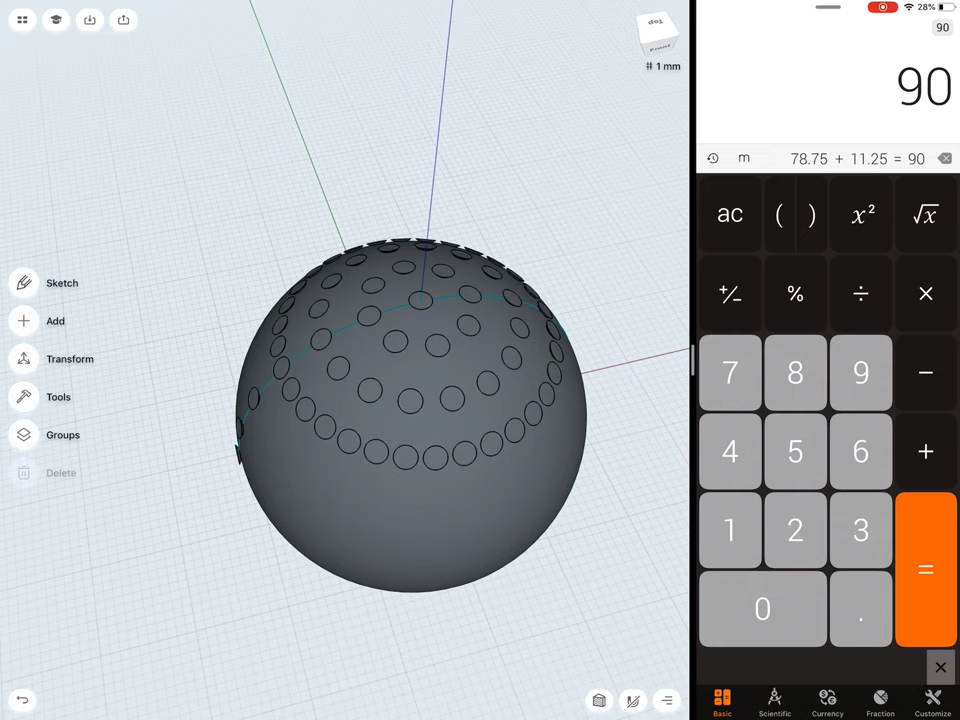 28%
Top
Front
# 1 mm
Sketch
Add
Transform
Tools
Groups
Delete
90
90
m 78.75 + 11.25 = 90
ac ( ) x² √x
+/− % ÷ ×
7 8 9 −
4 5 6 +
1 2 3 =
0 .
Basic Scientific Currency Fraction Customize